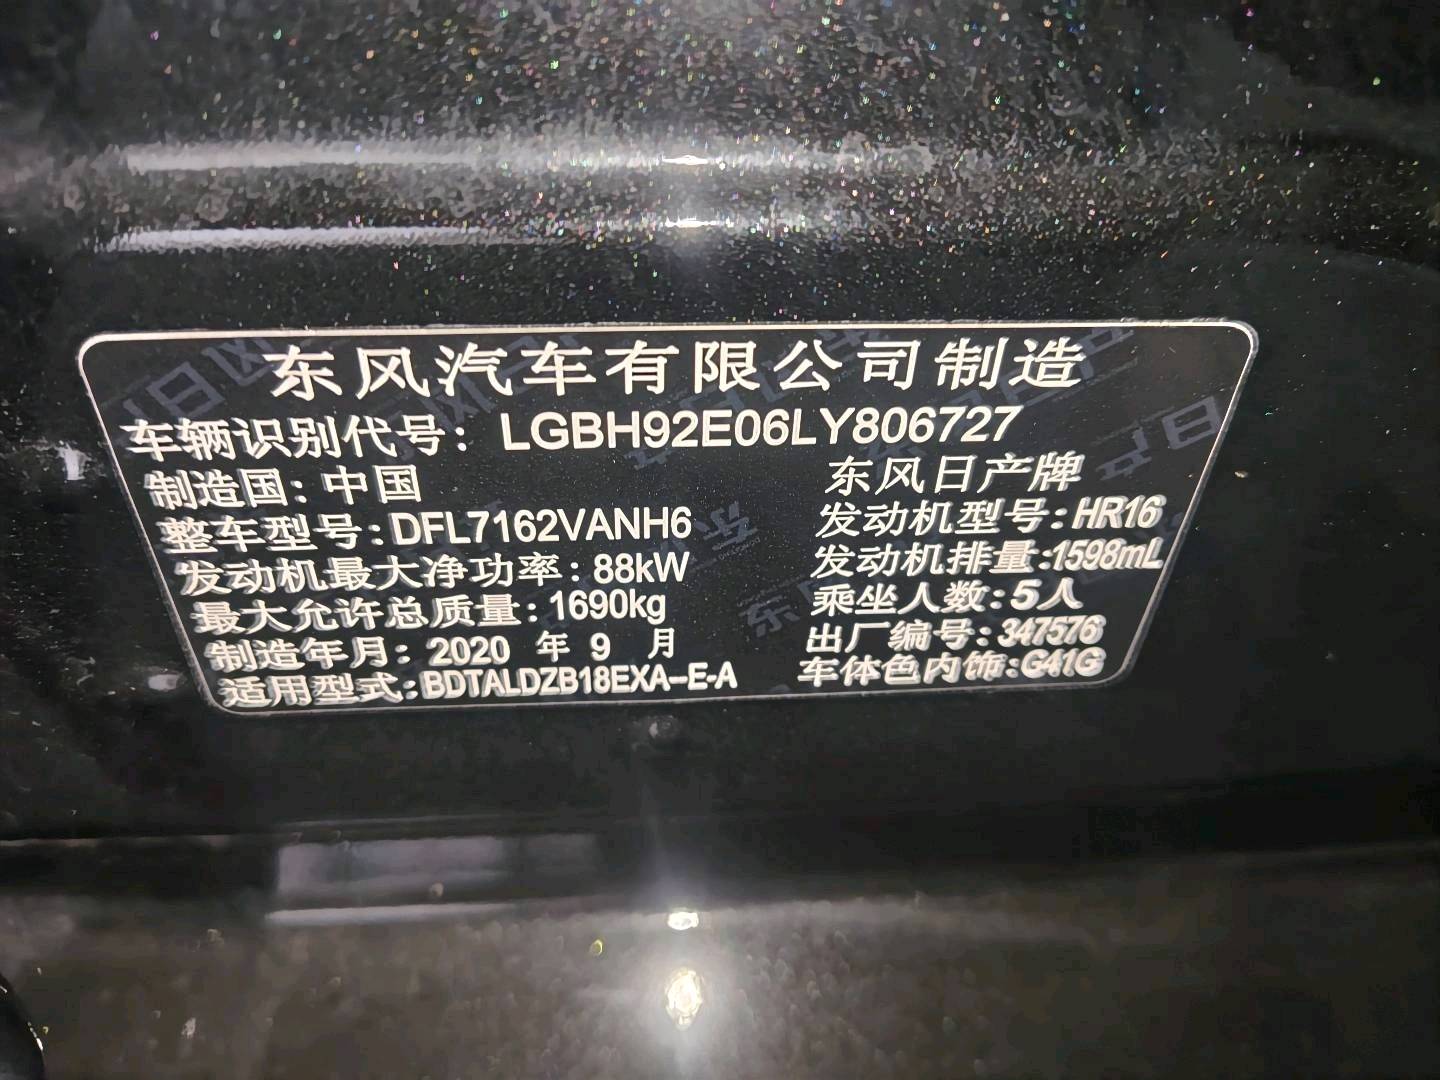 东风汽车有限公司制造
车辆识别代号：LGBH92E06LY806727
制造国：中国 东风日产牌
整车型号：DFL7162VANH6 发动机型号：HR16
发动机最大净功率：88kW 发动机排量：1598mL
最大允许总质量：1690kg 乘坐人数：5人
制造年月：2020 年 9 月 出厂编号：347576
适用型式：BDTALDZB18EXA--E-A 车体色内饰：G41G